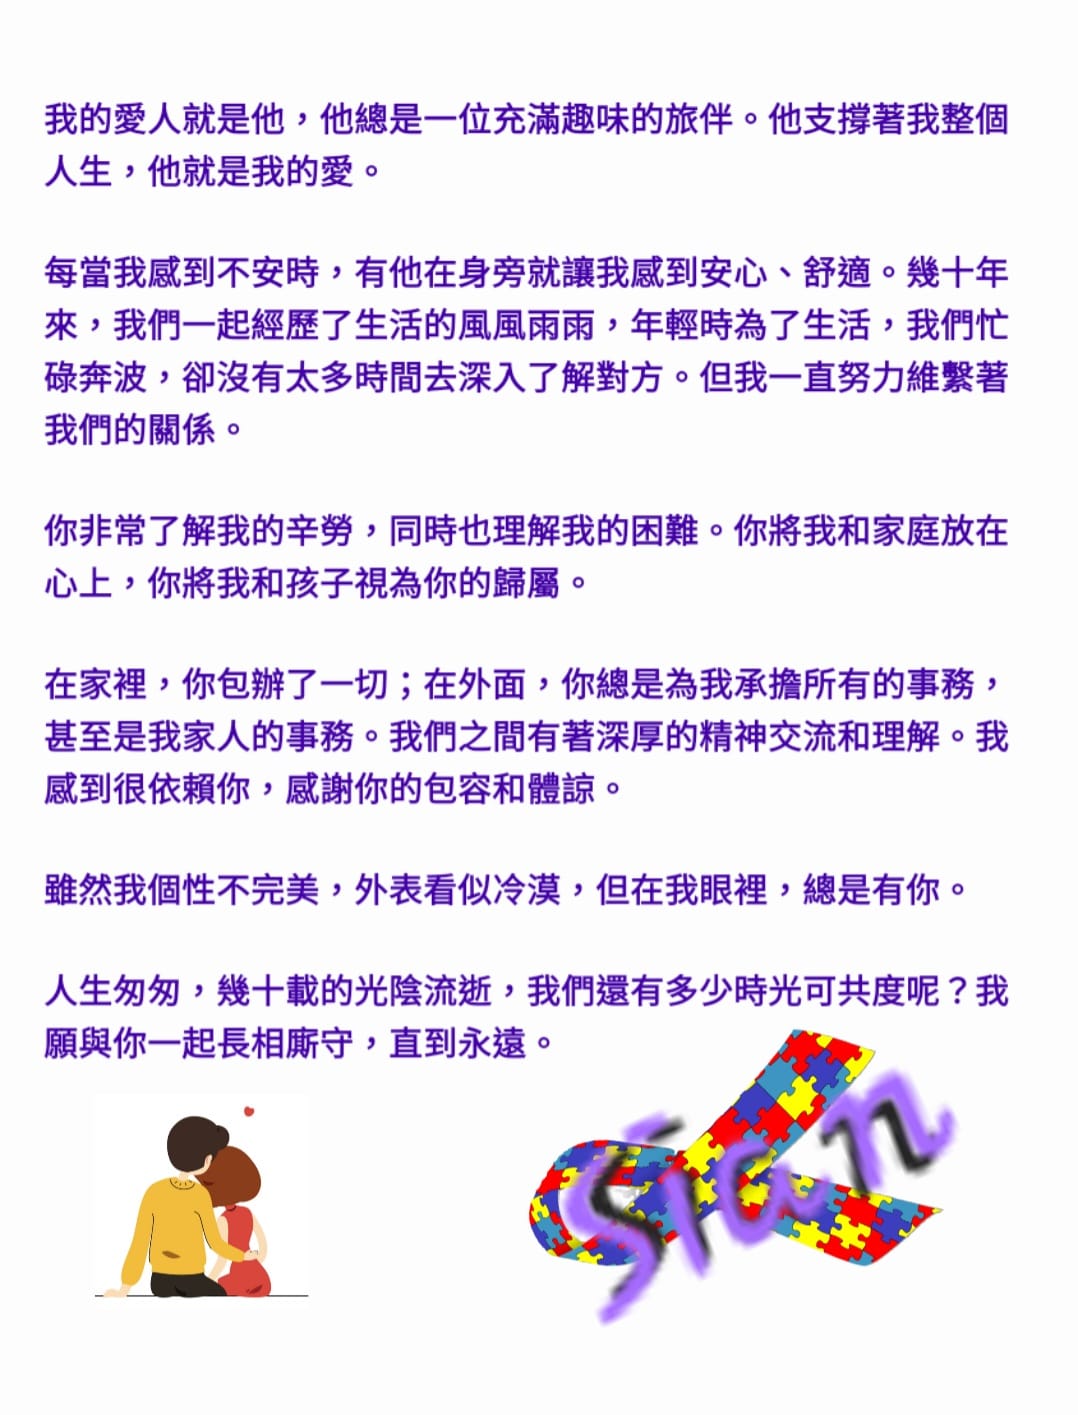 我的愛人就是他，他總是一位充滿趣味的旅伴。他支撐著我整個
人生，他就是我的愛。
每當我感到不安時，有他在身旁就讓我感到安心、舒適。幾十年
來，我們一起經歷了生活的風風雨雨，年輕時為了生活，我們忙
碌奔波，卻沒有太多時間去深入了解對方。但我一直努力維繫著
我們的關係。
你非常了解我的辛勞，同時也理解我的困難。你將我和家庭放在
心上，你將我和孩子視為你的歸屬。
在家裡，你包辦了一切；在外面，你總是為我承擔所有的事務，
甚至是我家人的事務。我們之間有著深厚的精神交流和理解。我
感到很依賴你，感謝你的包容和體諒。
雖然我個性不完美，外表看似冷漠，但在我眼裡，總是有你。
人生匆匆，幾十載的光陰流逝，我們還有多少時光可共度呢？我
願與你一起長相廝守，直到永遠。
Sian